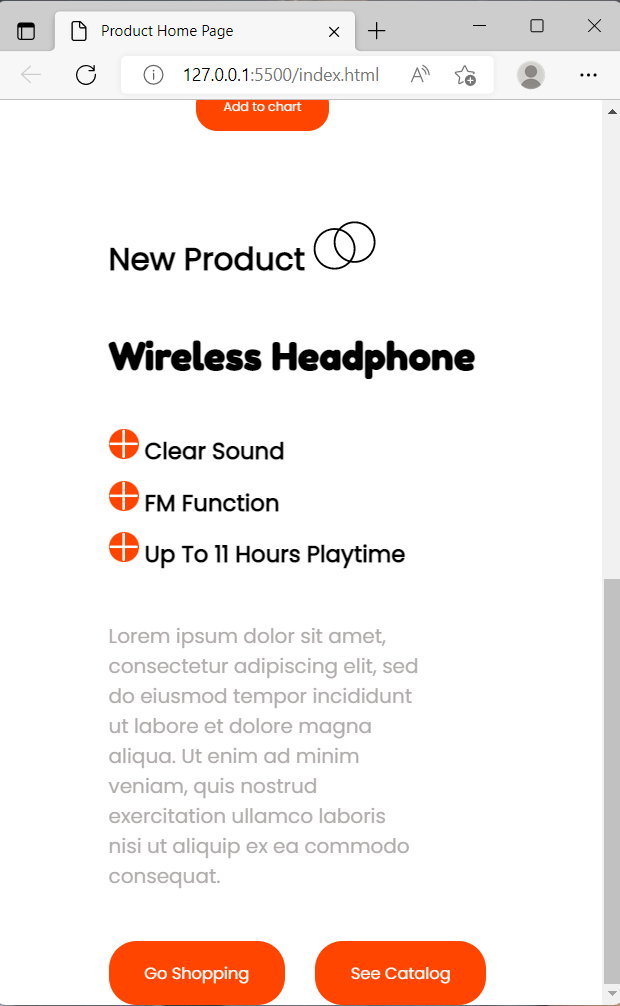 Product Home Page
127.0.0.1:5500/index.html
Add to chart
New Product
Wireless Headphone
Clear Sound
FM Function
Up To 11 Hours Playtime
Lorem ipsum dolor sit amet,
consectetur adipiscing elit, sed
do eiusmod tempor incididunt
ut labore et dolore magna
aliqua. Ut enim ad minim
veniam, quis nostrud
exercitation ullamco laboris
nisi ut aliquip ex ea commodo
consequat.
Go Shopping
See Catalog